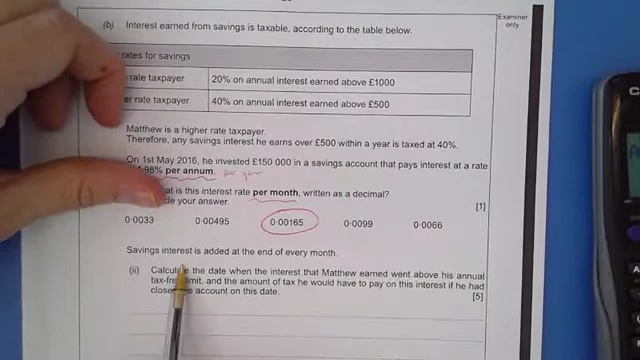 Examiner
only
(b) Interest earned from savings is taxable, according to the table below.
rates for savings
rate taxpayer 20% on annual interest earned above £1000
rate taxpayer 40% on annual interest earned above £500
Matthew is a higher rate taxpayer.
Therefore, any savings interest he earns over £500 within a year is taxed at 40%.
On 1st May 2016, he invested £150 000 in a savings account that pays interest at a rate
98% per annum. per year
is this interest rate per month, written as a decimal?
your answer. [1]
0·0033 0·00495 0·00165 0·0099 0·0066
Savings interest is added at the end of every month.
(ii) Calculate the date when the interest that Matthew earned went above his annual
limit, and the amount of tax he would have to pay on this interest if he had
account on this date. [5]